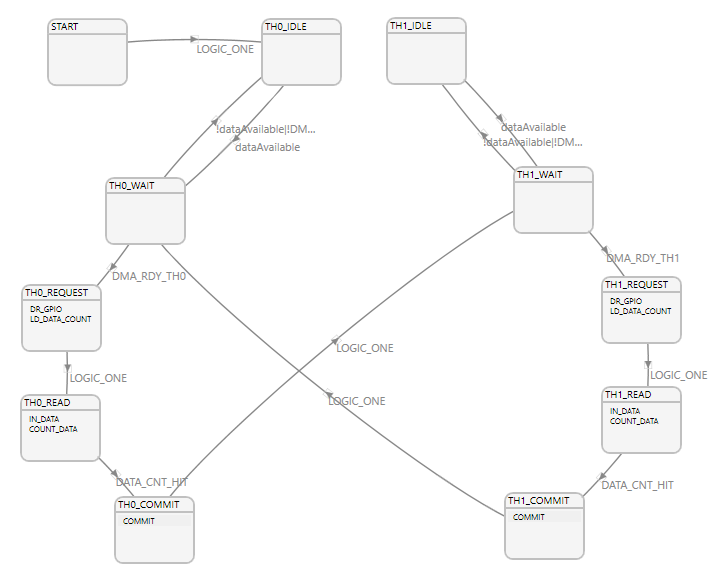 START
TH0_IDLE
TH1_IDLE
LOGIC_ONE
!dataAvailable|!DM...
dataAvailable
dataAvailable
!dataAvailable|!DM...
TH0_WAIT
TH1_WAIT
DMA_RDY_TH0
DMA_RDY_TH1
TH0_REQUEST
DR_GPIO
LD_DATA_COUNT
TH1_REQUEST
DR_GPIO
LD_DATA_COUNT
LOGIC_ONE
LOGIC_ONE
LOGIC_ONE
LOGIC_ONE
TH0_READ
IN_DATA
COUNT_DATA
TH1_READ
IN_DATA
COUNT_DATA
DATA_CNT_HIT
DATA_CNT_HIT
TH0_COMMIT
COMMIT
TH1_COMMIT
COMMIT